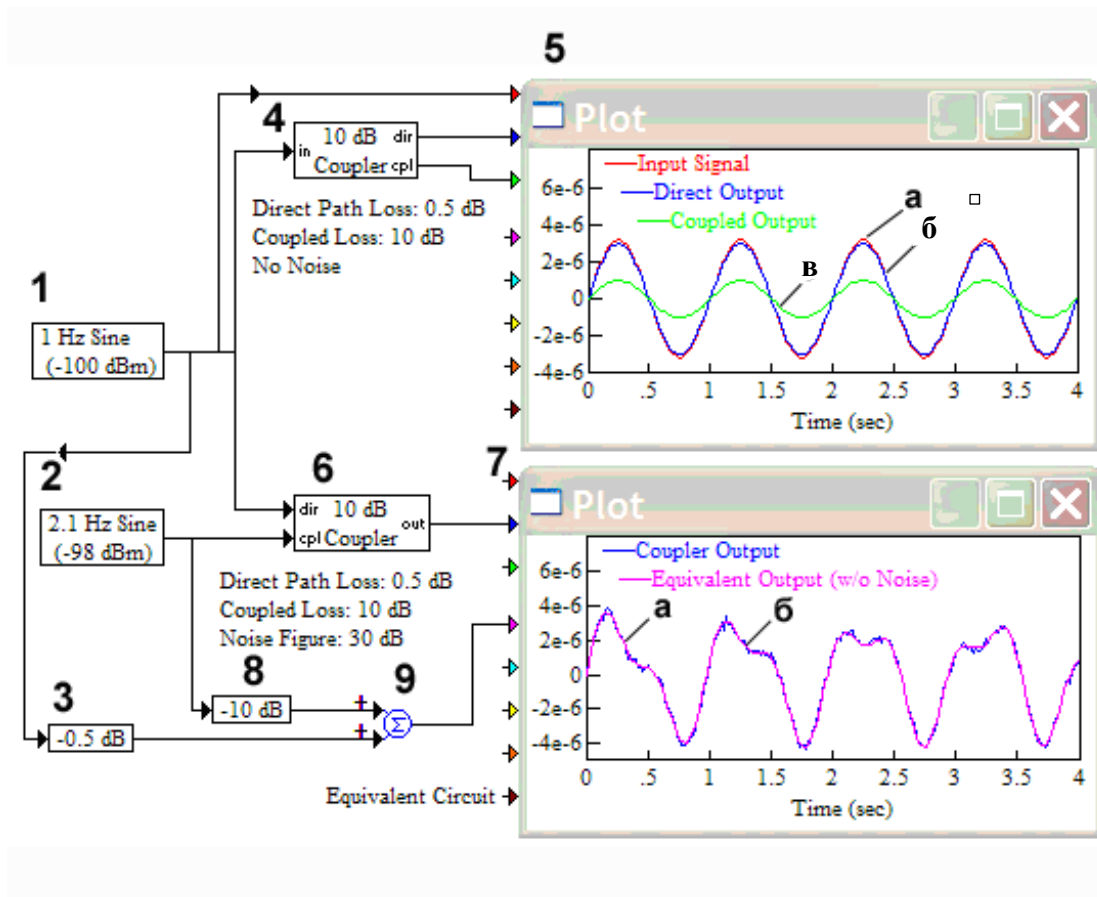 5
Plot
4
10 dB dir
in
Coupler cpl
Direct Path Loss: 0.5 dB
Coupled Loss: 10 dB
No Noise
Input Signal
Direct Output
Coupled Output
а
б
в
6e-6
4e-6
2e-6
0
-2e-6
-4e-6
0 .5 1 1.5 2 2.5 3 3.5 4
Time (sec)
1
1 Hz Sine
(-100 dBm)
2
2.1 Hz Sine
(-98 dBm)
6
dir 10 dB
out
cpl Coupler
Direct Path Loss: 0.5 dB
Coupled Loss: 10 dB
Noise Figure: 30 dB
7
Plot
Coupler Output
Equivalent Output (w/o Noise)
а
б
6e-6
4e-6
2e-6
0
-2e-6
-4e-6
0 .5 1 1.5 2 2.5 3 3.5 4
Time (sec)
8
-10 dB
9
+
+
Σ
3
-0.5 dB
Equivalent Circuit